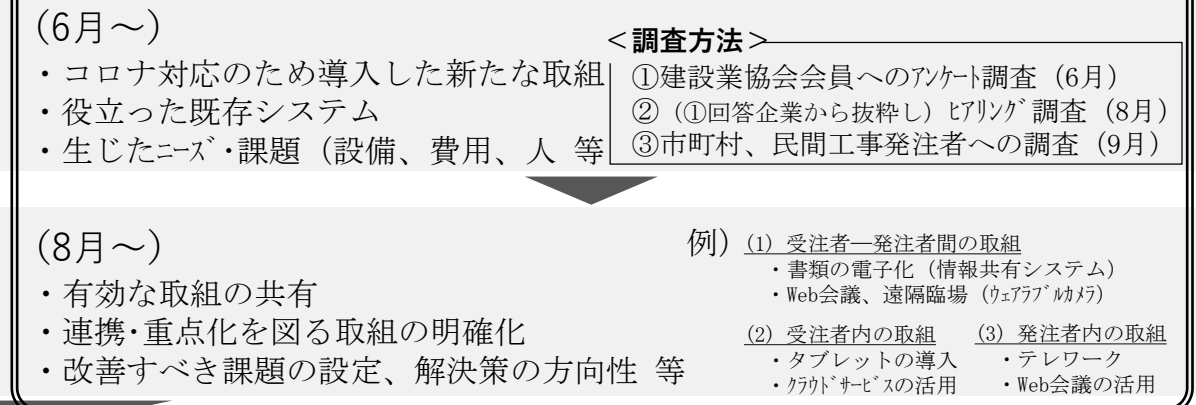 (6月～)
・コロナ対応のため導入した新たな取組
・役立った既存システム
・生じたﾆｰｽﾞ・課題（設備、費用、人 等
＜調査方法＞
①建設業協会会員へのｱﾝｹｰﾄ調査（6月）
②（①回答企業から抜粋し）ﾋｱﾘﾝｸﾞ調査（8月）
③市町村、民間工事発注者への調査（9月）
(8月～)
・有効な取組の共有
・連携・重点化を図る取組の明確化
・改善すべき課題の設定、解決策の方向性 等
例）(1) 受注者―発注者間の取組
・書類の電子化（情報共有システム）
・Web会議、遠隔臨場（ｳｪｱﾗﾌﾞﾙｶﾒﾗ）
(2) 受注者内の取組
・タブレットの導入
・ｸﾗｳﾄﾞｻｰﾋﾞｽの活用
(3) 発注者内の取組
・テレワーク
・Web会議の活用